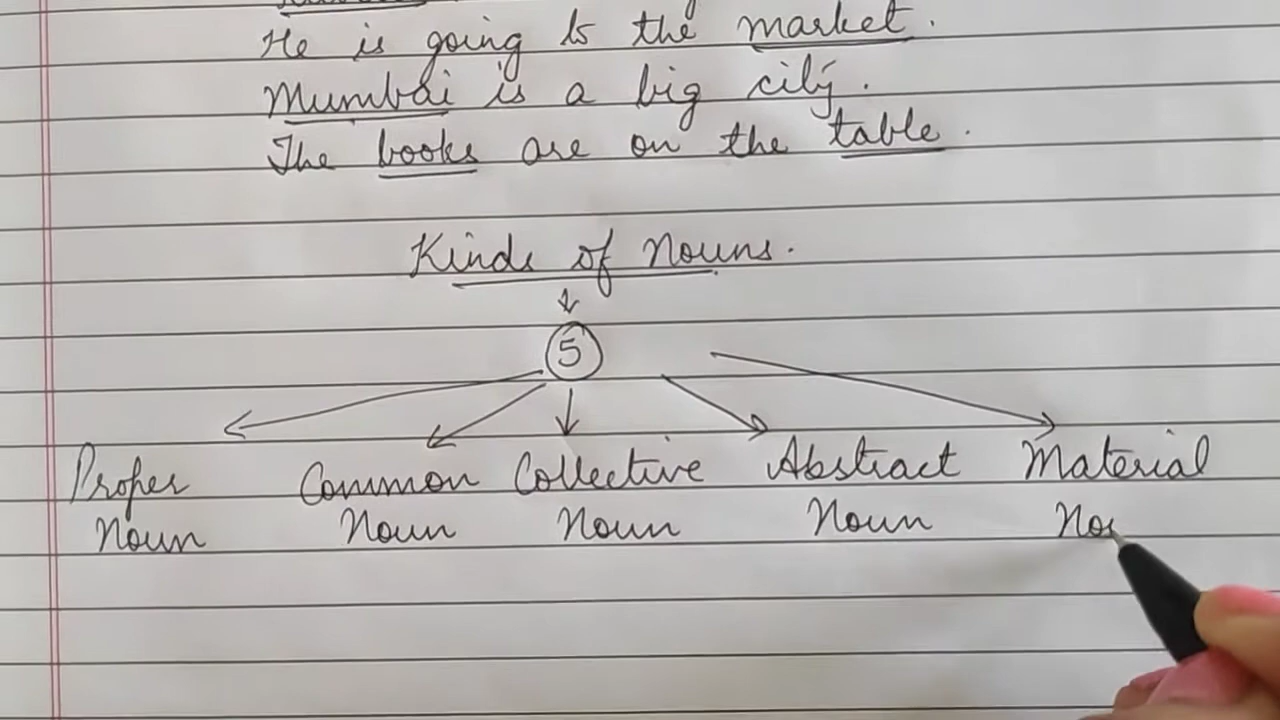 He is going to the market.
Mumbai is a big city.
The books are on the table.
Kinds of Nouns.
5
Proper Common Collective Abstract Material
Noun Noun Noun Noun Nou